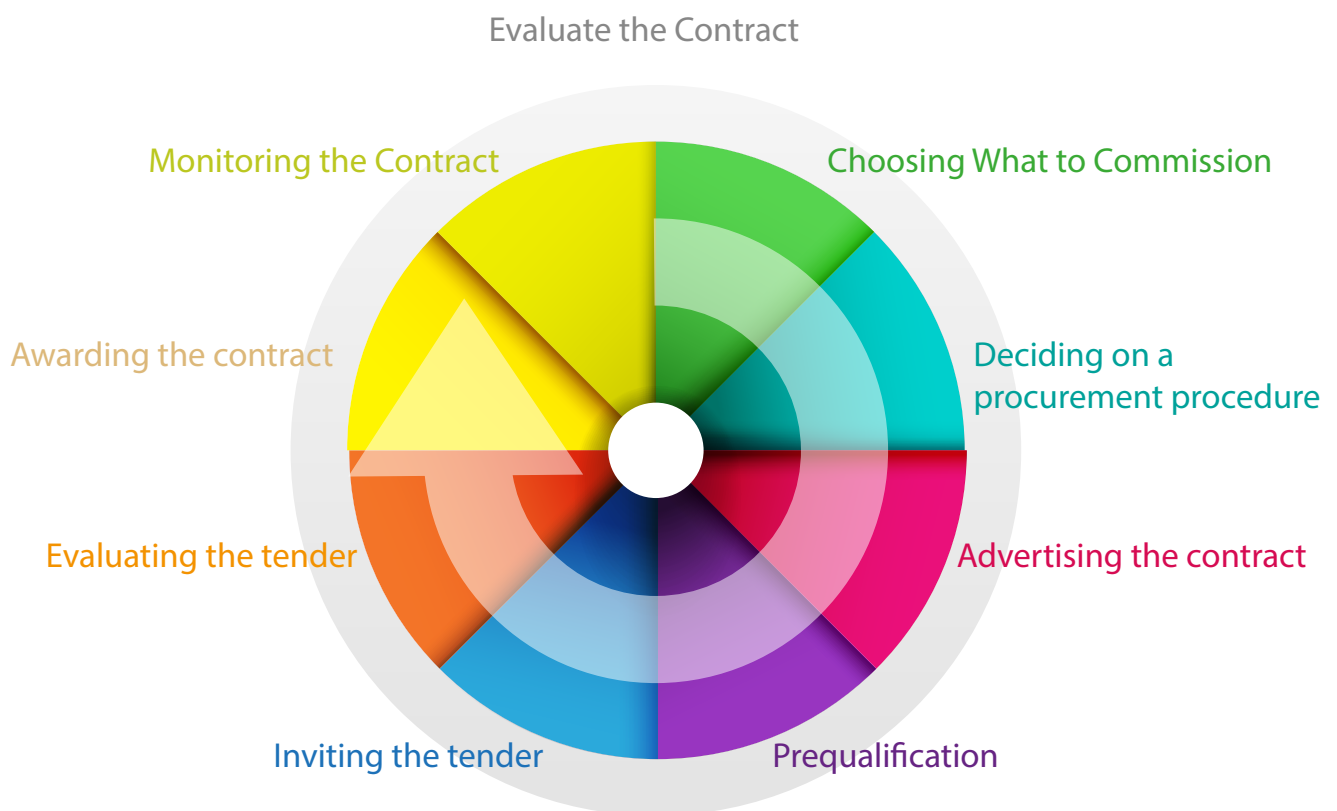 Evaluate the Contract
Monitoring the Contract
Choosing What to Commission
Awarding the contract
Deciding on a
procurement procedure
Evaluating the tender
Advertising the contract
Inviting the tender
Prequalification